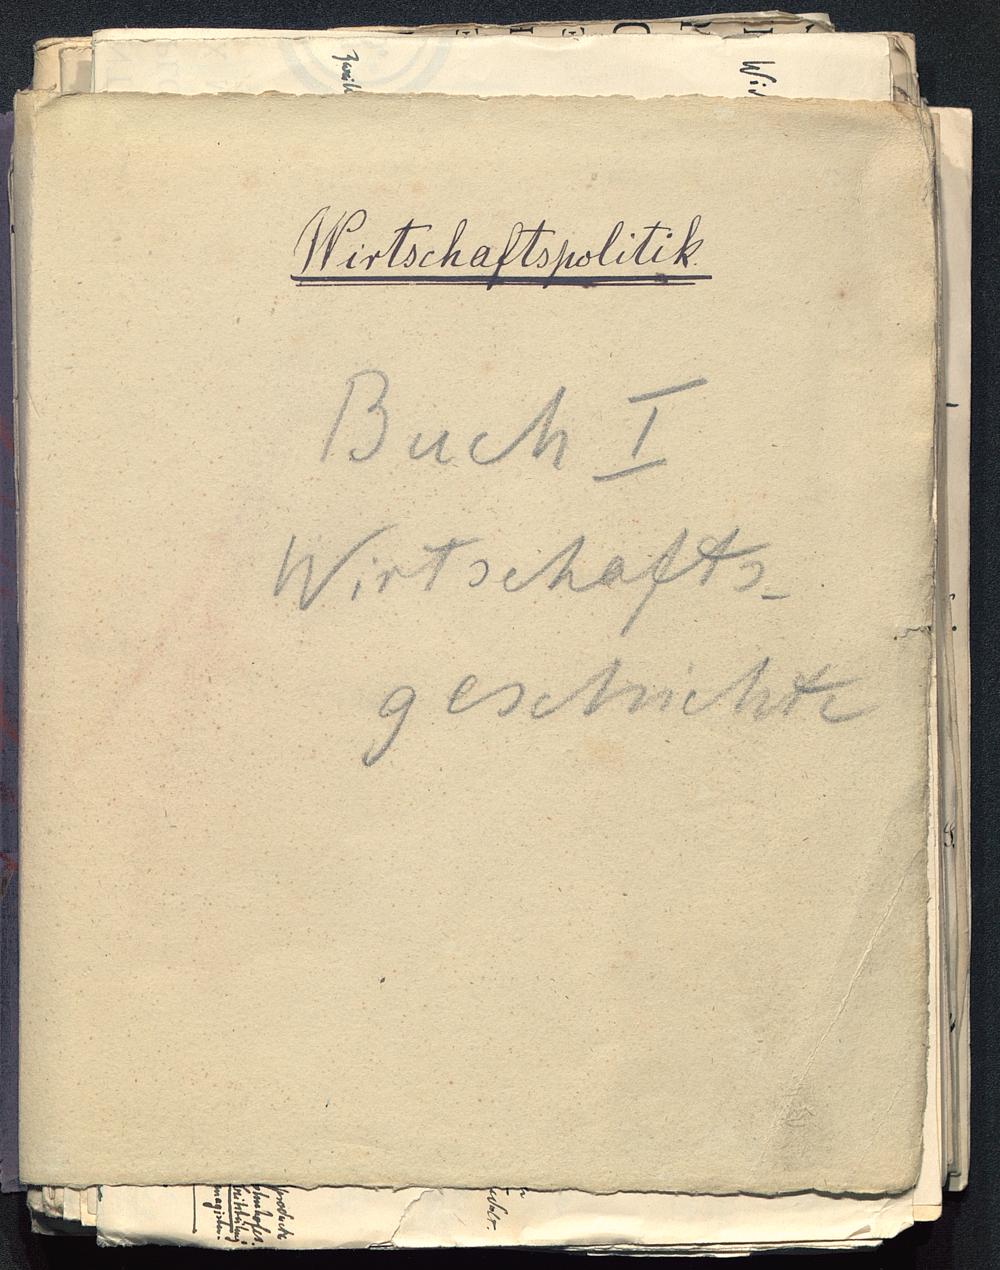 Wirtschaftspolitik.
Buch I
Wirtschafts-
geschichte